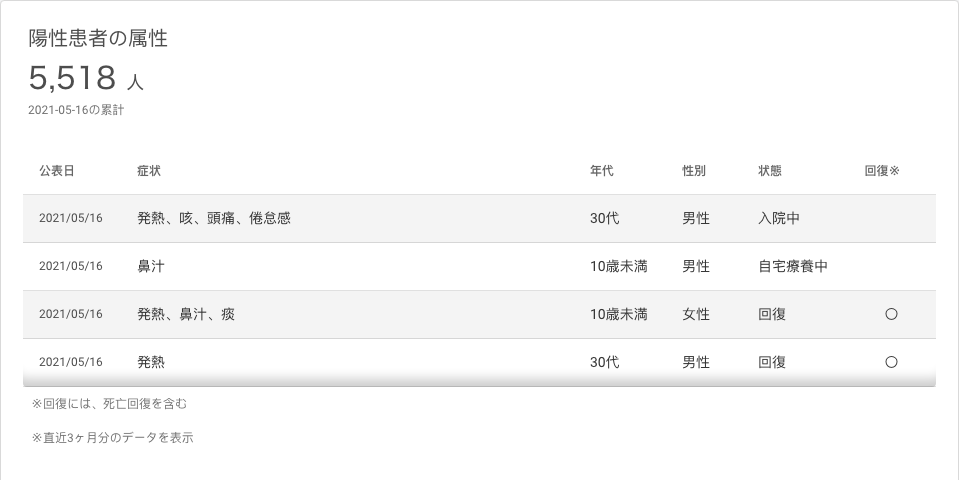 陽性患者の属性
5,518 人
2021-05-16の累計
公表日 症状 年代 性別 状態 回復※
2021/05/16 発熱、咳、頭痛、倦怠感 30代 男性 入院中
2021/05/16 鼻汁 10歳未満 男性 自宅療養中
2021/05/16 発熱、鼻汁、痰 10歳未満 女性 回復 〇
2021/05/16 発熱 30代 男性 回復 〇
※回復には、死亡回復を含む
※直近3ヶ月分のデータを表示